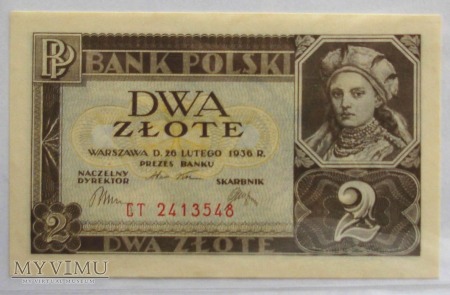 BP
BANK POLSKI
DWA
ZŁOTE
WARSZAWA D. 26 LUTEGO 1936 R.
PREZES BANKU
NACZELNY
DYREKTOR
SKARBNIK
2413548
2
2
DWA ZŁOTE
MYVIMU